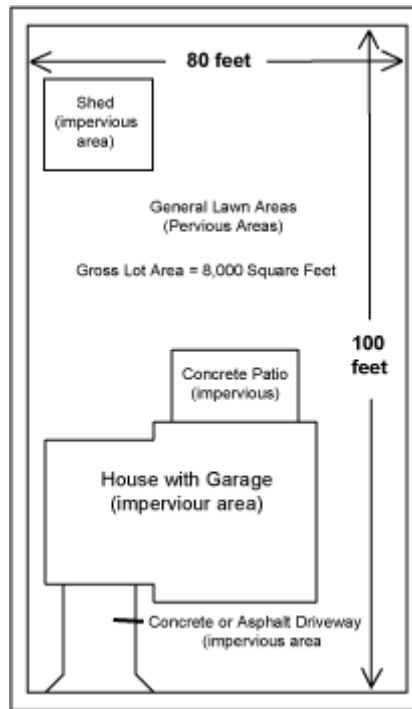 80 feet
Shed
(impervious
area)
General Lawn Areas
(Pervious Areas)
Gross Lot Area = 8,000 Square Feet
100
feet
Concrete Patio
(impervious)
House with Garage
(imperviour area)
Concrete or Asphalt Driveway
(impervious area